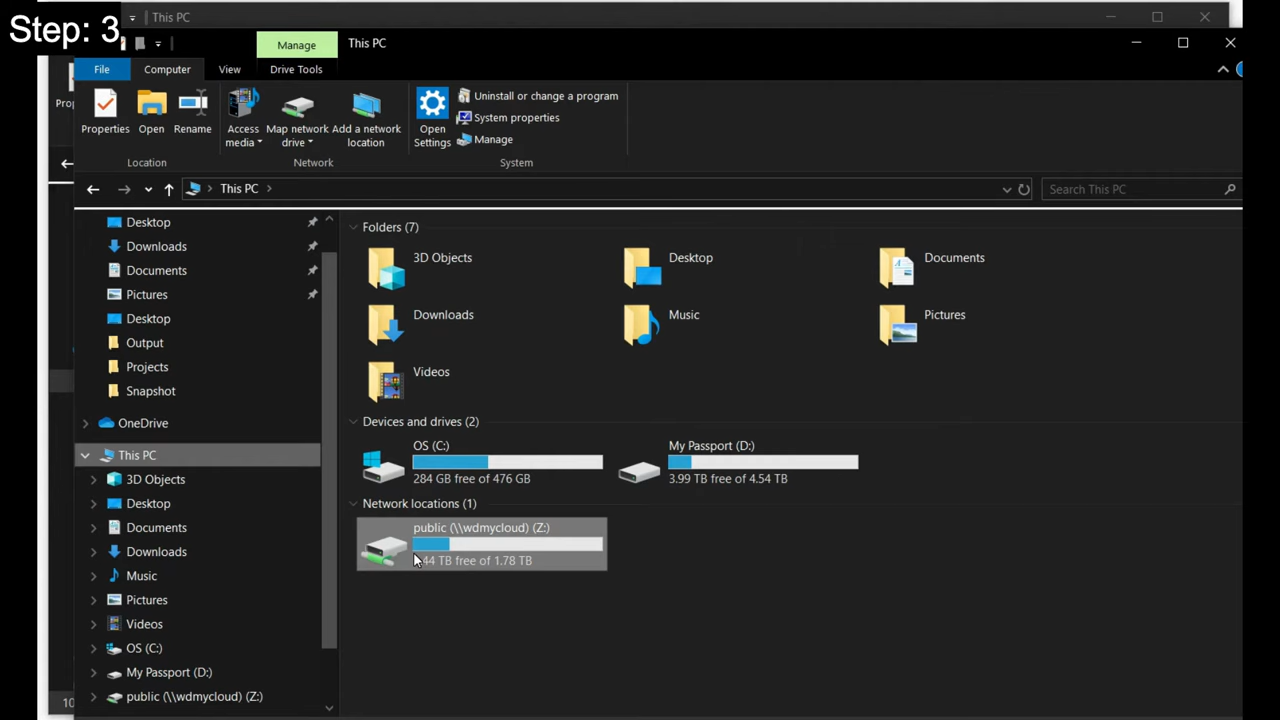 This PC
Step: 3
Manage
This PC
File
Computer
View
Drive Tools
Properties
Open
Rename
Access media
Map network drive
Add a network location
Open Settings
Uninstall or change a program
System properties
Manage
Location
Network
System
This PC
Search This PC
Desktop
Downloads
Documents
Pictures
Desktop
Output
Projects
Snapshot
OneDrive
This PC
3D Objects
Desktop
Documents
Downloads
Music
Pictures
Videos
OS (C:)
My Passport (D:)
public (\\wdmycloud) (Z:)
Folders (7)
3D Objects
Desktop
Documents
Downloads
Music
Pictures
Videos
Devices and drives (2)
OS (C:)
284 GB free of 476 GB
My Passport (D:)
3.99 TB free of 4.54 TB
Network locations (1)
public (\\wdmycloud) (Z:)
44 TB free of 1.78 TB